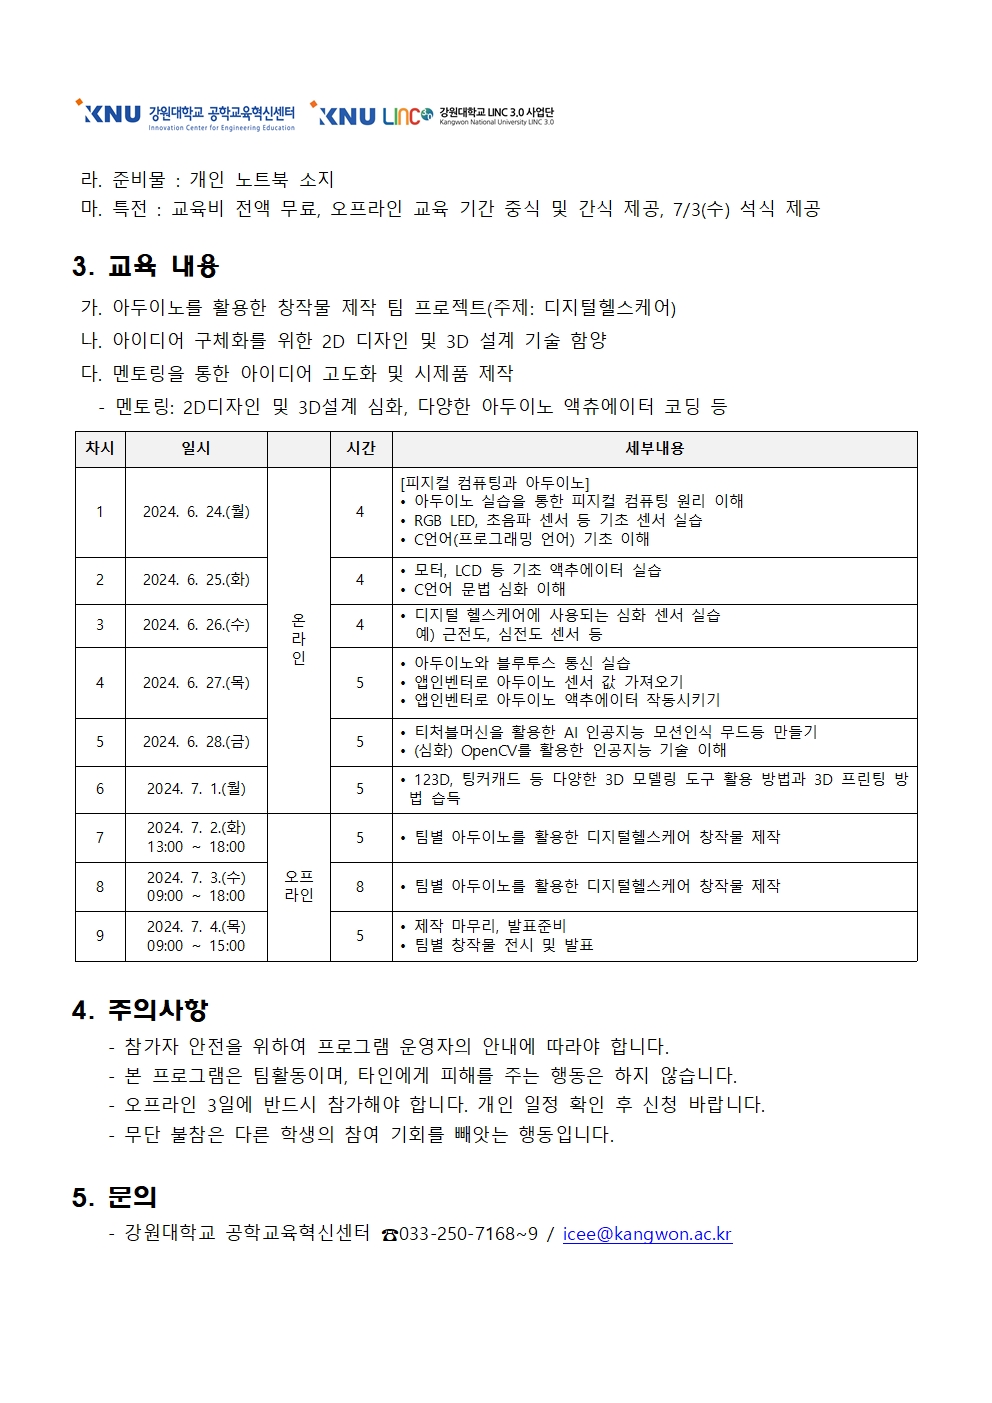 KNU 강원대학교 공학교육혁신센터
Innovation Center for Engineering Education
KNU LINC 3.0 강원대학교 LINC 3.0 사업단
Kangwon National University LINC 3.0
라. 준비물 : 개인 노트북 소지
마. 특전 : 교육비 전액 무료, 오프라인 교육 기간 중식 및 간식 제공, 7/3(수) 석식 제공
3. 교육 내용
가. 아두이노를 활용한 창작물 제작 팀 프로젝트(주제: 디지털헬스케어)
나. 아이디어 구체화를 위한 2D 디자인 및 3D 설계 기술 함양
다. 멘토링을 통한 아이디어 고도화 및 시제품 제작
- 멘토링: 2D디자인 및 3D설계 심화, 다양한 아두이노 액츄에이터 코딩 등
차시 일시 시간 세부내용
1 2024. 6. 24.(월) 4
[피지컬 컴퓨팅과 아두이노]
• 아두이노 실습을 통한 피지컬 컴퓨팅 원리 이해
• RGB LED, 초음파 센서 등 기초 센서 실습
• C언어(프로그래밍 언어) 기초 이해
2 2024. 6. 25.(화) 4
• 모터, LCD 등 기초 액추에이터 실습
• C언어 문법 심화 이해
온
라
인
3 2024. 6. 26.(수) 4
• 디지털 헬스케어에 사용되는 심화 센서 실습
예) 근전도, 심전도 센서 등
4 2024. 6. 27.(목) 5
• 아두이노와 블루투스 통신 실습
• 앱인벤터로 아두이노 센서 값 가져오기
• 앱인벤터로 아두이노 액추에이터 작동시키기
5 2024. 6. 28.(금) 5
• 티처블머신을 활용한 AI 인공지능 모션인식 무드등 만들기
• (심화) OpenCV를 활용한 인공지능 기술 이해
6 2024. 7. 1.(월) 5
• 123D, 팅커캐드 등 다양한 3D 모델링 도구 활용 방법과 3D 프린팅 방
법 습득
7
2024. 7. 2.(화)
13:00 ~ 18:00
5 • 팀별 아두이노를 활용한 디지털헬스케어 창작물 제작
오프
라인
8
2024. 7. 3.(수)
09:00 ~ 18:00
8 • 팀별 아두이노를 활용한 디지털헬스케어 창작물 제작
9
2024. 7. 4.(목)
09:00 ~ 15:00
5
• 제작 마무리, 발표준비
• 팀별 창작물 전시 및 발표
4. 주의사항
- 참가자 안전을 위하여 프로그램 운영자의 안내에 따라야 합니다.
- 본 프로그램은 팀활동이며, 타인에게 피해를 주는 행동은 하지 않습니다.
- 오프라인 3일에 반드시 참가해야 합니다. 개인 일정 확인 후 신청 바랍니다.
- 무단 불참은 다른 학생의 참여 기회를 빼앗는 행동입니다.
5. 문의
- 강원대학교 공학교육혁신센터 ☎033-250-7168~9 / icee@kangwon.ac.kr